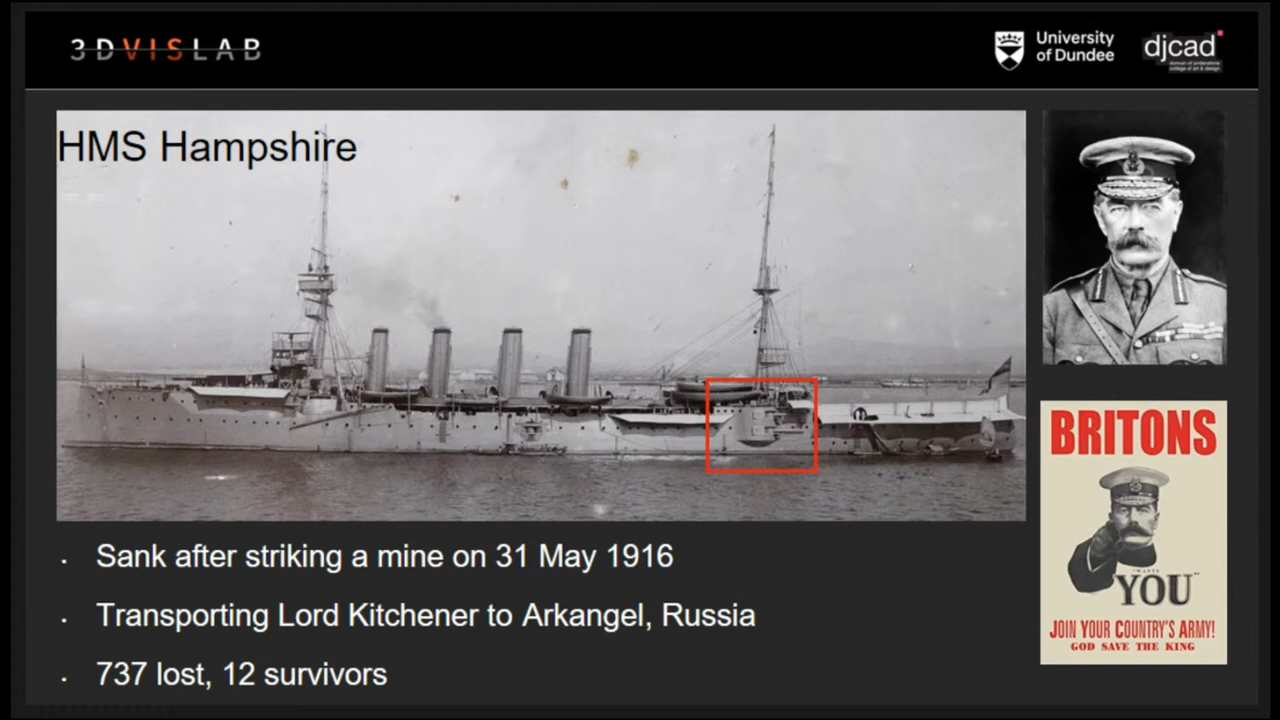 3DVISLAB
University
of Dundee
djcad
HMS Hampshire
BRITONS
"WANTS
YOU"
JOIN YOUR COUNTRY'S ARMY!
GOD SAVE THE KING
• Sank after striking a mine on 31 May 1916
• Transporting Lord Kitchener to Arkangel, Russia
• 737 lost, 12 survivors